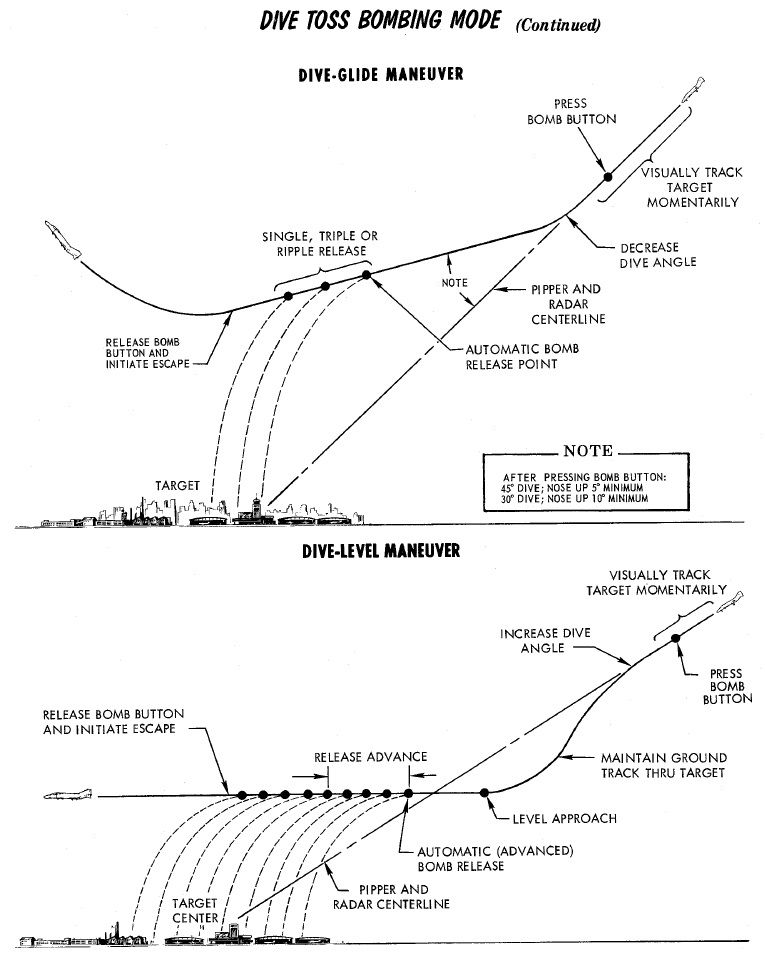 DIVE TOSS BOMBING MODE (Continued)
DIVE-GLIDE MANEUVER
PRESS
BOMB BUTTON
VISUALLY TRACK
TARGET
MOMENTARILY
SINGLE, TRIPLE OR
RIPPLE RELEASE
DECREASE
DIVE ANGLE
NOTE
PIPPER AND
RADAR
CENTERLINE
RELEASE BOMB
BUTTON AND
INITIATE ESCAPE
AUTOMATIC BOMB
RELEASE POINT
TARGET
NOTE
AFTER PRESSING BOMB BUTTON:
45° DIVE; NOSE UP 5° MINIMUM
30° DIVE; NOSE UP 10° MINIMUM
DIVE-LEVEL MANEUVER
VISUALLY TRACK
TARGET MOMENTARILY
INCREASE DIVE
ANGLE
PRESS
BOMB
BUTTON
RELEASE BOMB BUTTON
AND INITIATE ESCAPE
RELEASE ADVANCE
MAINTAIN GROUND
TRACK THRU TARGET
LEVEL APPROACH
AUTOMATIC (ADVANCED)
BOMB RELEASE
PIPPER AND
RADAR CENTERLINE
TARGET
CENTER